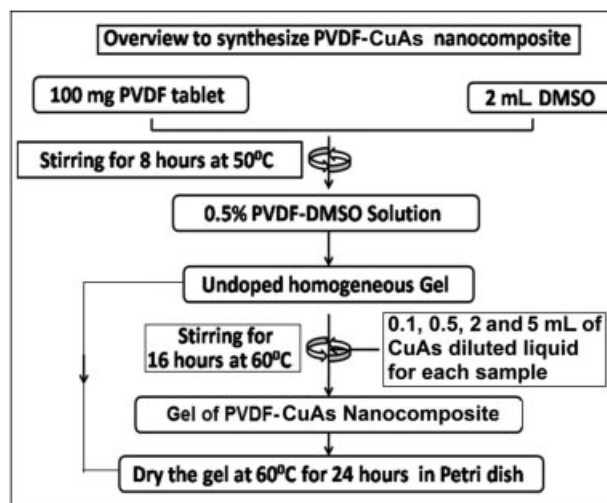 Overview to synthesize PVDF-CuAs nanocomposite
100 mg PVDF tablet
2 mL DMSO
Stirring for 8 hours at 50⁰C
0.5% PVDF-DMSO Solution
Undoped homogeneous Gel
Stirring for
16 hours at 60⁰C
0.1, 0.5, 2 and 5 mL of
CuAs diluted liquid
for each sample
Gel of PVDF-CuAs Nanocomposite
Dry the gel at 60⁰C for 24 hours in Petri dish